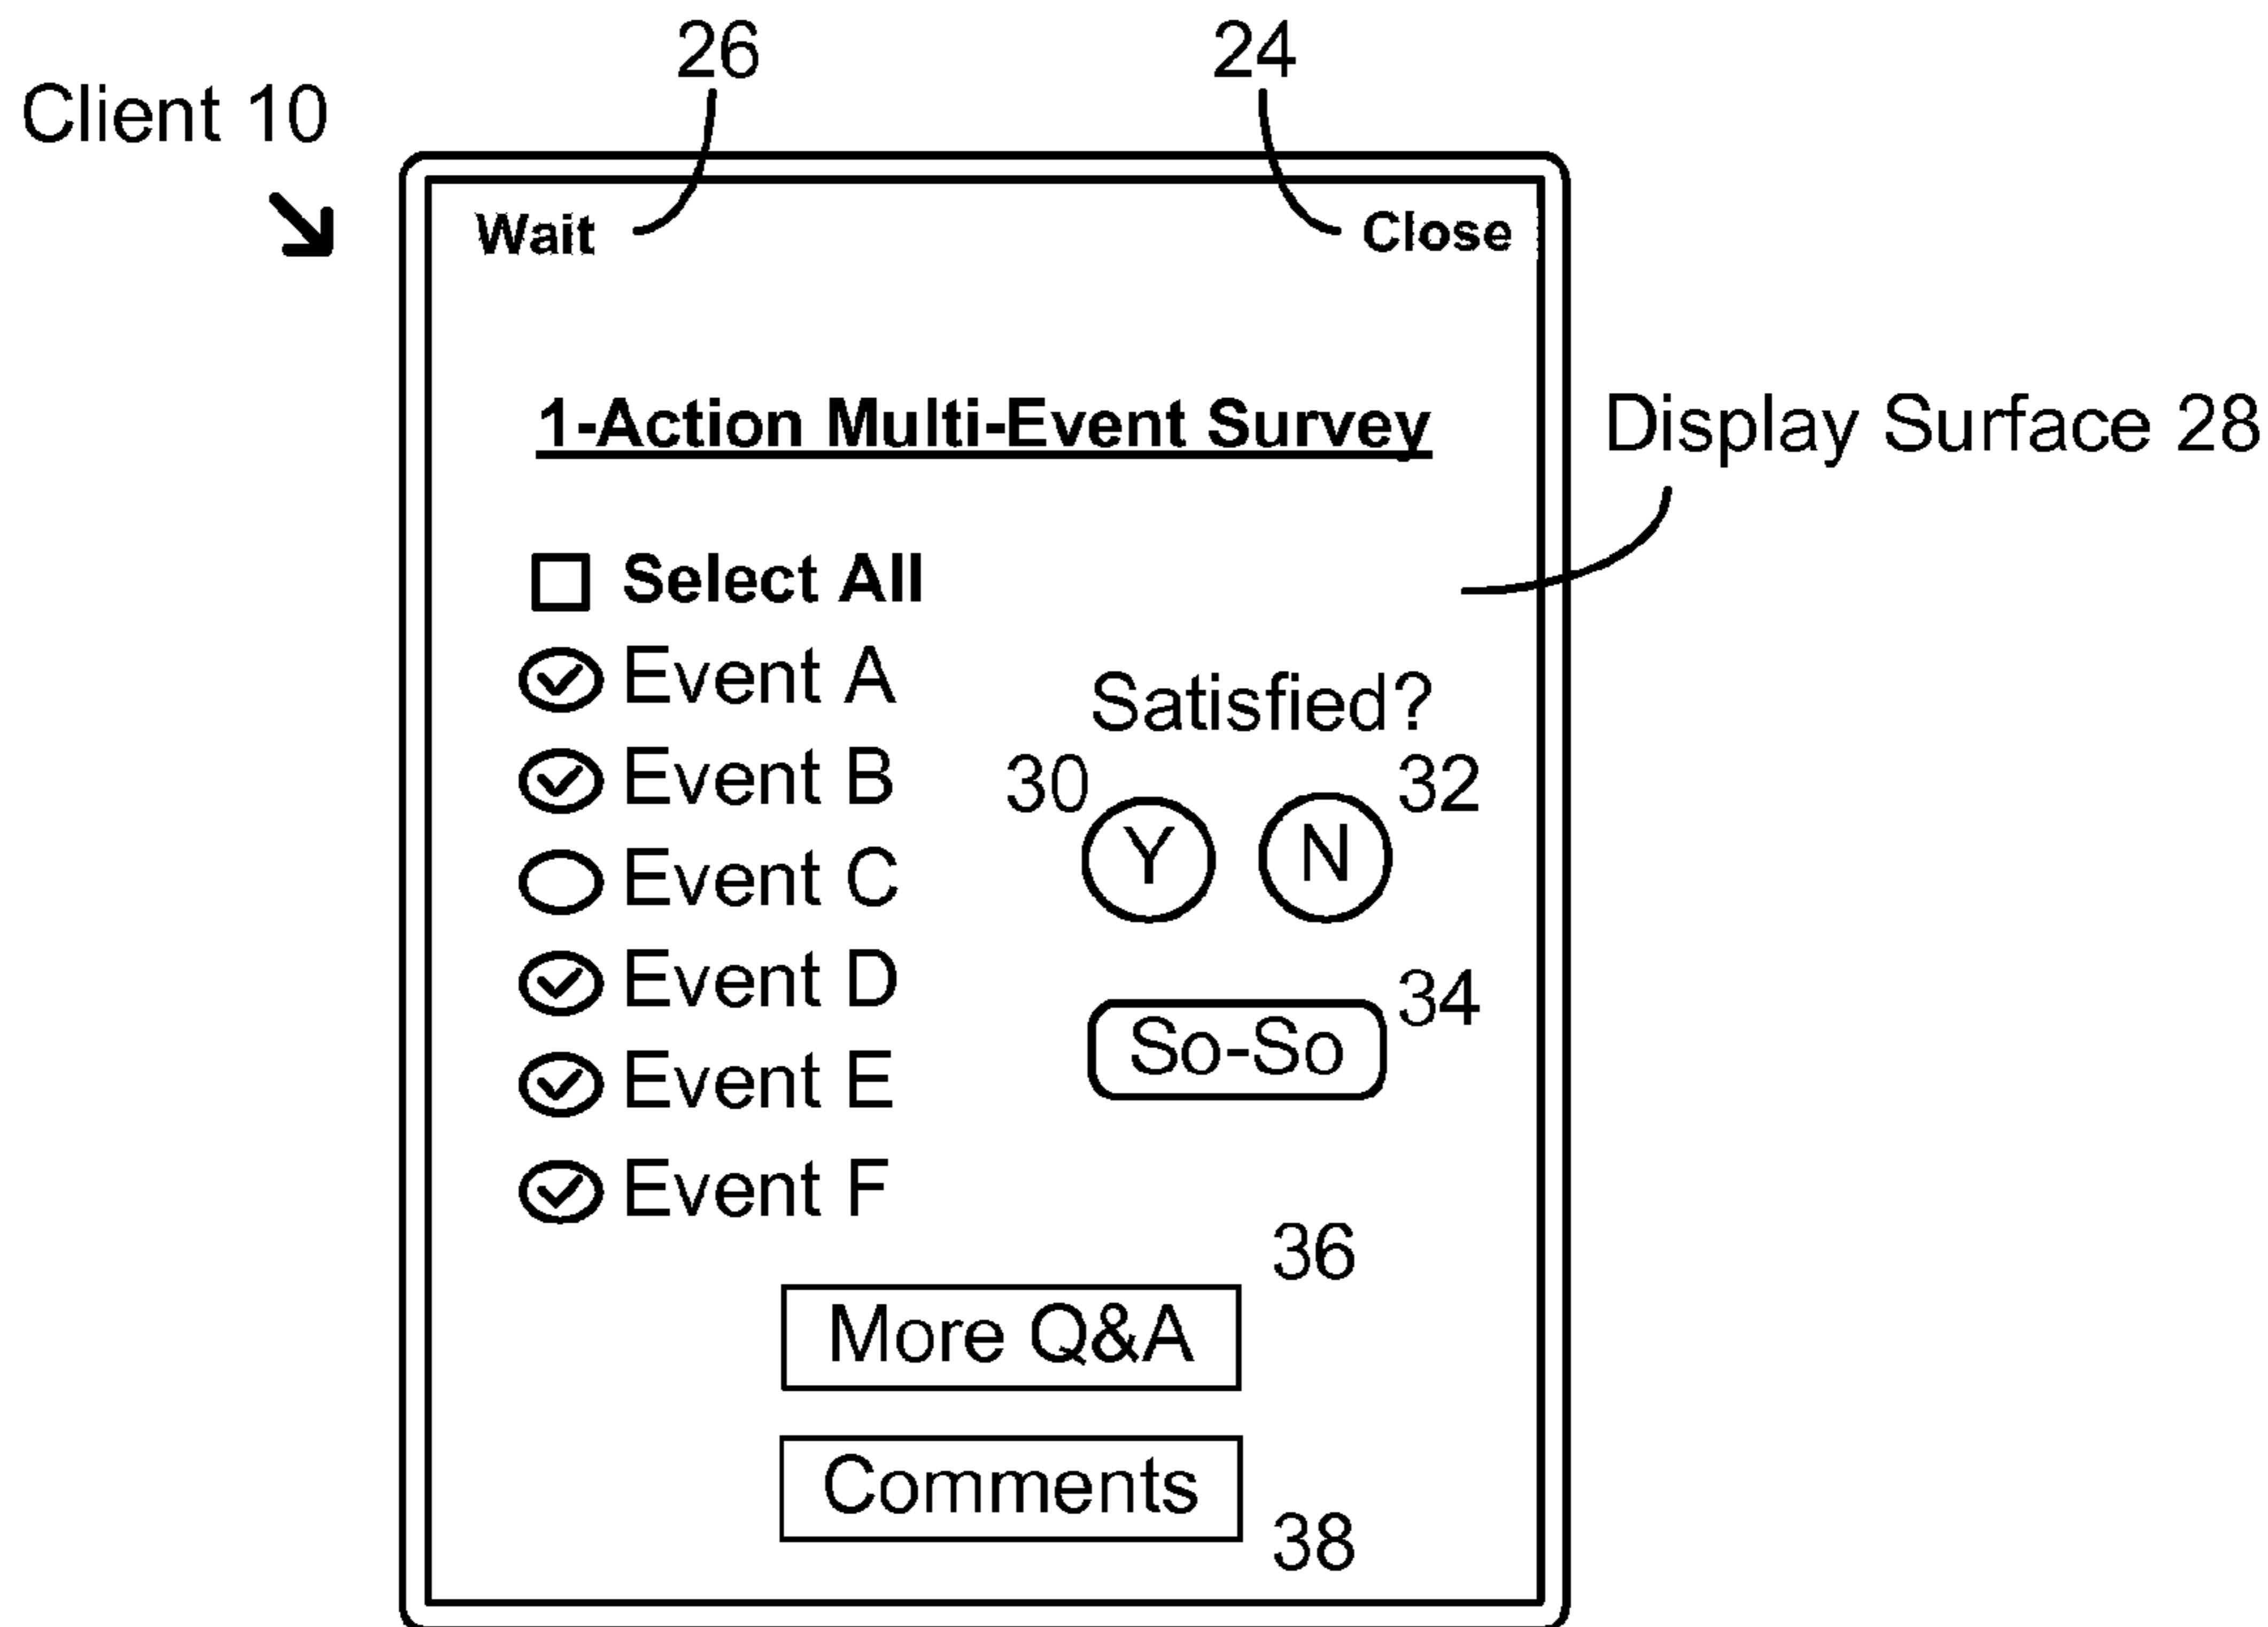 26
24
Client 10
Wait
Close
1-Action Multi-Event Survey
Display Surface 28
Select All
Event A
Event B
Event C
Event D
Event E
Event F
Satisfied?
30
32
Y
N
34
So-So
36
More Q&A
Comments
38